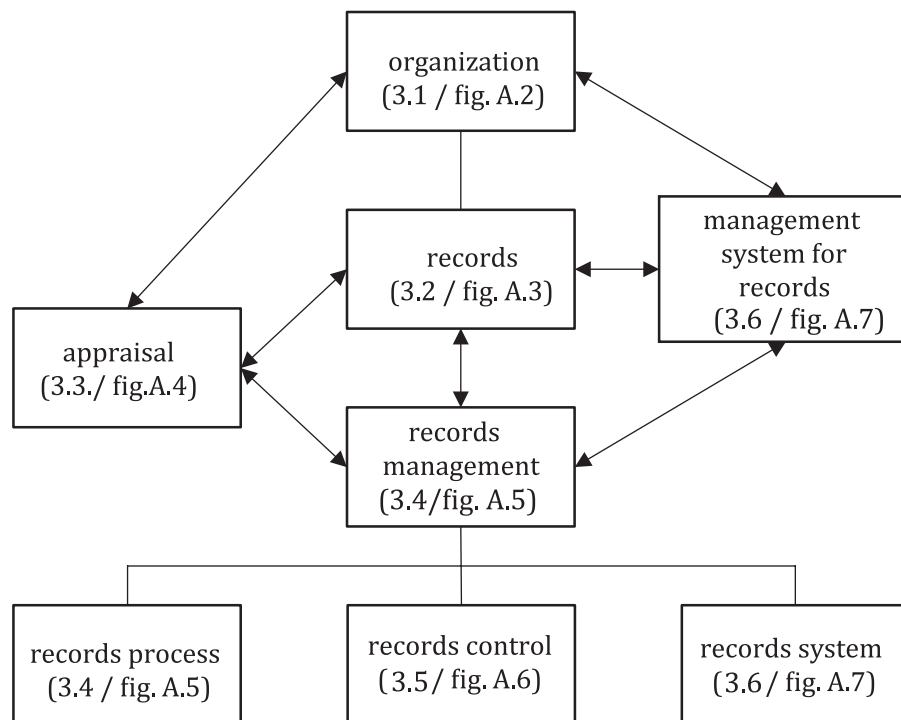 organization
(3.1 / fig. A.2)
records
(3.2 / fig. A.3)
management
system for
records
(3.6 / fig. A.7)
appraisal
(3.3./ fig.A.4)
records
management
(3.4/fig. A.5)
records process
(3.4 / fig. A.5)
records control
(3.5/ fig. A.6)
records system
(3.6 / fig. A.7)